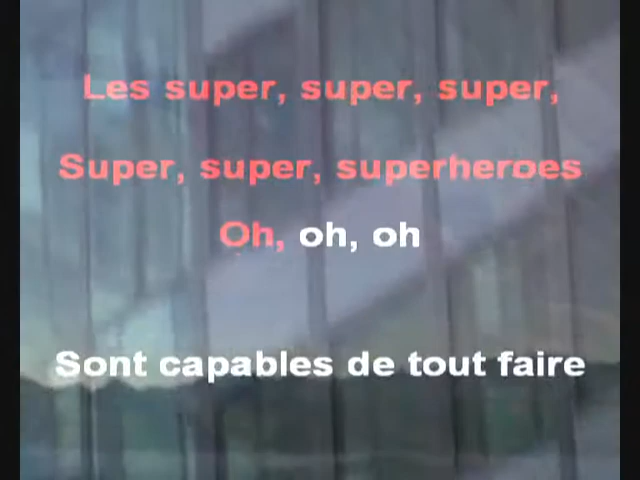 Les super, super, super,
Super, super, superheroes
Oh, oh, oh
Sont capables de tout faire